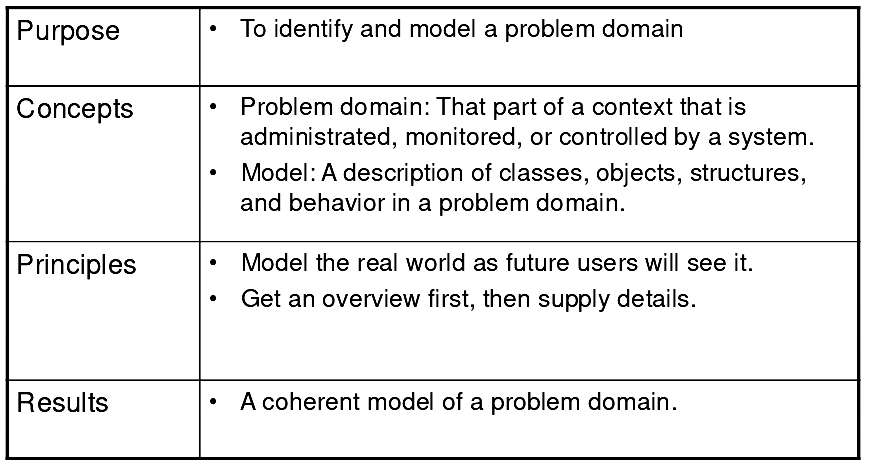 Purpose
• To identify and model a problem domain
Concepts
• Problem domain: That part of a context that is
administrated, monitored, or controlled by a system.
• Model: A description of classes, objects, structures,
and behavior in a problem domain.
Principles
• Model the real world as future users will see it.
• Get an overview first, then supply details.
Results
• A coherent model of a problem domain.